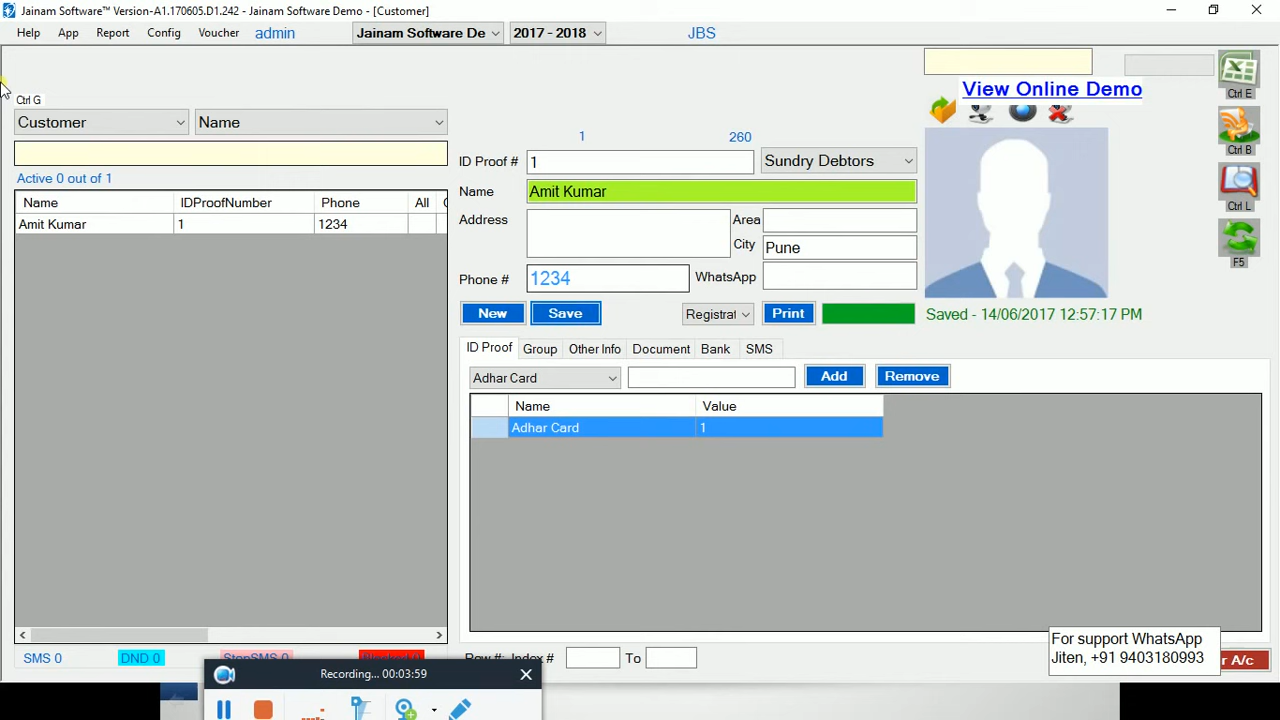 Jainam Software™ Version-A1.170605.D1.242 - Jainam Software Demo - [Customer]
Help App Report Config Voucher admin Jainam Software De 2017 - 2018 JBS
View Online Demo
Ctrl G
Customer Name
Active 0 out of 1
Name IDProofNumber Phone All
Amit Kumar 1 1234
SMS 0 DND 0 StopSMS 0 Blocked 0
1 260
ID Proof # 1 Sundry Debtors
Name Amit Kumar
Address Area
City Pune
Phone # 1234 WhatsApp
New Save Registrat Print Saved - 14/06/2017 12:57:17 PM
ID Proof Group Other Info Document Bank SMS
Adhar Card Add Remove
Name Value
Adhar Card 1
Row #: Index # To
Ctrl E
Ctrl B
Ctrl L
F5
For support WhatsApp
Jiten, +91 9403180993
r A/c
Recording... 00:03:59